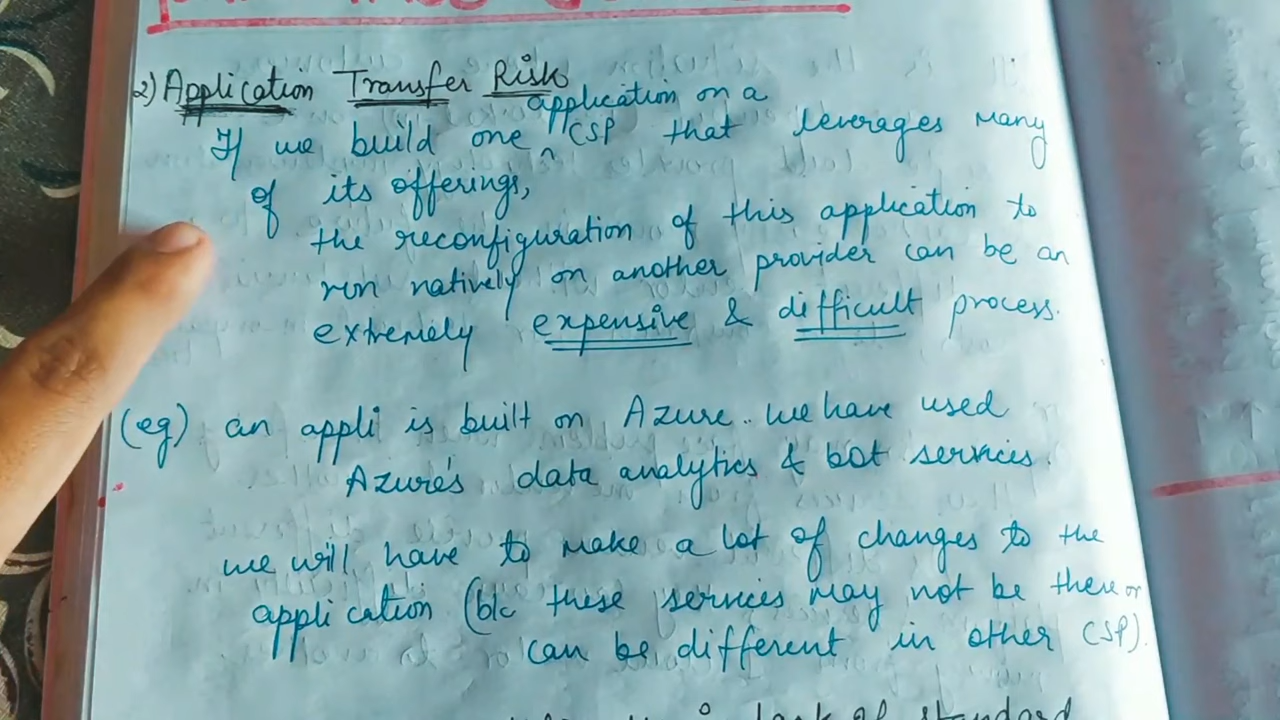 2) Application Transfer Risk
If we build one application on a CSP that leverages many
of its offerings,
the reconfiguration of this application to
run natively on another provider can be an
extremely expensive & difficult process.
(eg) an appli is built on Azure. we have used
Azure's data analytics & bot services.
we will have to make a lot of changes to the
application (b/c these services may not be there or
can be different in other CSP).
lack of standard